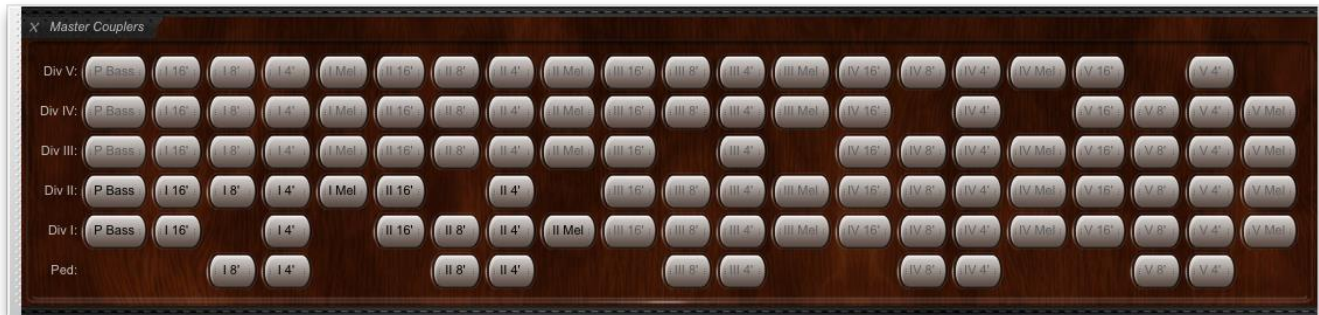 X Master Couplers
Div V: P Bass I 16' I 8' I 4' I Mel II 16' II 8' II 4' II Mel III 16' III 8' III 4' III Mel IV 16' IV 8' IV 4' IV Mel V 16' V 4'
Div IV: P Bass I 16' I 8' I 4' I Mel II 16' II 8' II 4' II Mel III 16' III 8' III 4' III Mel IV 16' IV 4' V 16' V 8' V 4' V Mel
Div III: P Bass I 16' I 8' I 4' I Mel II 16' II 8' II 4' II Mel III 16' III 4' IV 16' IV 8' IV 4' IV Mel V 16' V 8' V 4' V Mel
Div II: P Bass I 16' I 8' I 4' I Mel II 16' II 4' III 16' III 8' III 4' III Mel IV 16' IV 8' IV 4' IV Mel V 16' V 8' V 4' V Mel
Div I: P Bass I 16' I 4' II 16' II 8' II 4' II Mel III 16' III 8' III 4' III Mel IV 16' IV 8' IV 4' IV Mel V 16' V 8' V 4' V Mel
Ped: I 8' I 4' II 8' II 4' III 8' III 4' IV 8' IV 4' V 8' V 4'